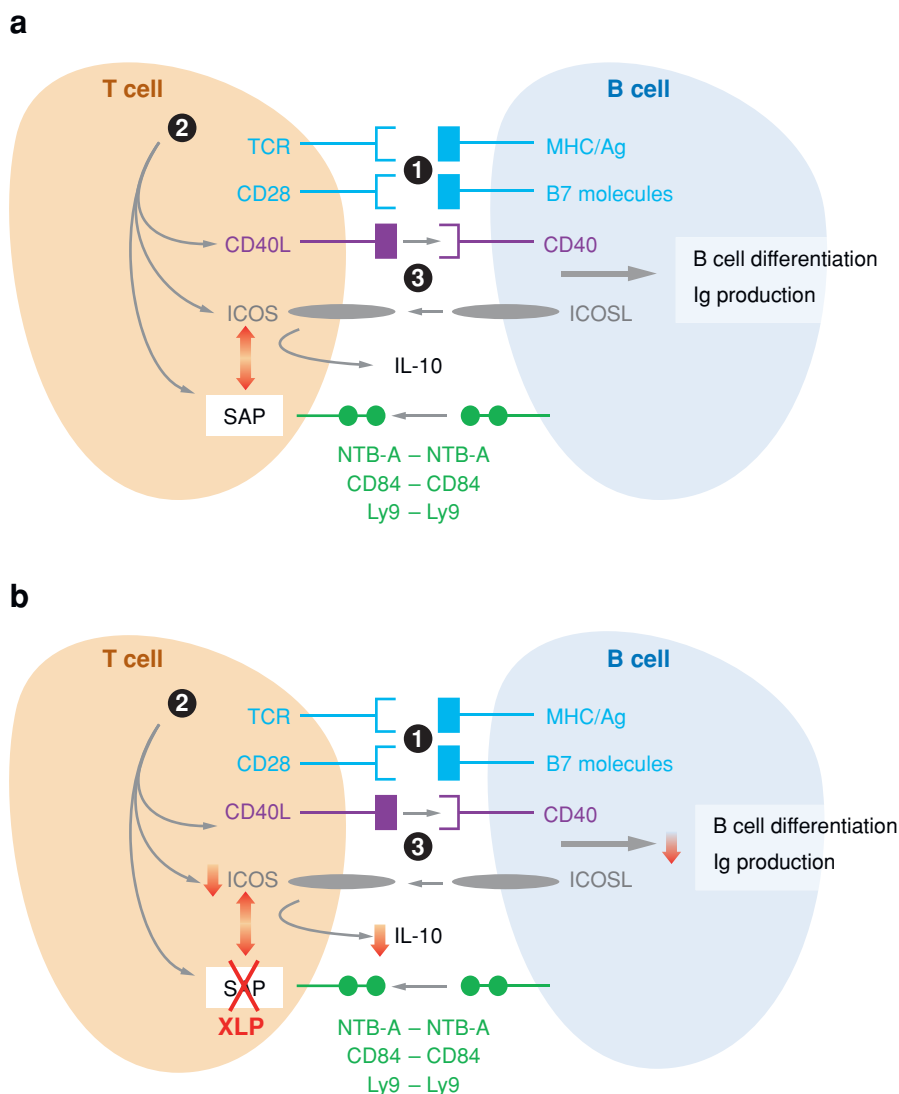 a
T cell
B cell
2
TCR
MHC/Ag
1
CD28
B7 molecules
CD40L
CD40
3
B cell differentiation
Ig production
ICOS
ICOSL
IL-10
SAP
NTB-A – NTB-A
CD84 – CD84
Ly9 – Ly9
b
T cell
B cell
2
TCR
MHC/Ag
1
CD28
B7 molecules
CD40L
CD40
3
B cell differentiation
Ig production
ICOS
ICOSL
IL-10
SAP
XLP
NTB-A – NTB-A
CD84 – CD84
Ly9 – Ly9